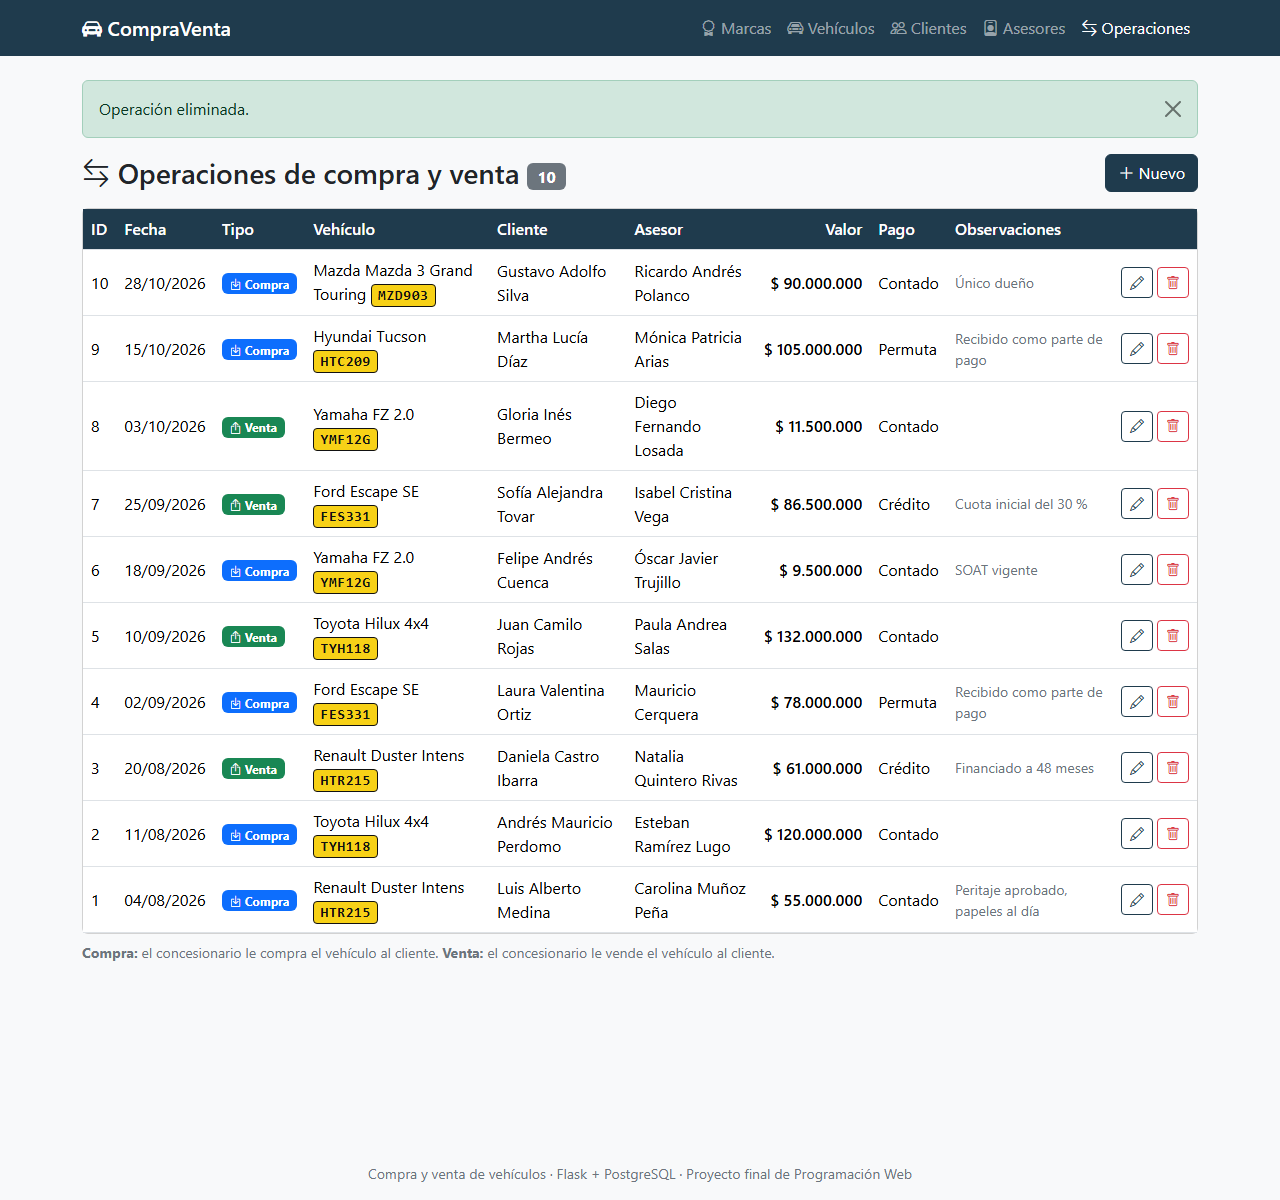 CompraVenta
Marcas Vehículos Clientes Asesores Operaciones
Operación eliminada.
Operaciones de compra y venta 10
Nuevo
ID Fecha Tipo Vehículo Cliente Asesor Valor Pago Observaciones
10 28/10/2026 Compra Mazda Mazda 3 Grand Touring MZD903 Gustavo Adolfo Silva Ricardo Andrés Polanco $ 90.000.000 Contado Único dueño
9 15/10/2026 Compra Hyundai Tucson HTC209 Martha Lucía Díaz Mónica Patricia Arias $ 105.000.000 Permuta Recibido como parte de pago
8 03/10/2026 Venta Yamaha FZ 2.0 YMF12G Gloria Inés Bermeo Diego Fernando Losada $ 11.500.000 Contado
7 25/09/2026 Venta Ford Escape SE FES331 Sofía Alejandra Tovar Isabel Cristina Vega $ 86.500.000 Crédito Cuota inicial del 30 %
6 18/09/2026 Compra Yamaha FZ 2.0 YMF12G Felipe Andrés Cuenca Óscar Javier Trujillo $ 9.500.000 Contado SOAT vigente
5 10/09/2026 Venta Toyota Hilux 4x4 TYH118 Juan Camilo Rojas Paula Andrea Salas $ 132.000.000 Contado
4 02/09/2026 Compra Ford Escape SE FES331 Laura Valentina Ortiz Mauricio Cerquera $ 78.000.000 Permuta Recibido como parte de pago
3 20/08/2026 Venta Renault Duster Intens HTR215 Daniela Castro Ibarra Natalia Quintero Rivas $ 61.000.000 Crédito Financiado a 48 meses
2 11/08/2026 Compra Toyota Hilux 4x4 TYH118 Andrés Mauricio Perdomo Esteban Ramírez Lugo $ 120.000.000 Contado
1 04/08/2026 Compra Renault Duster Intens HTR215 Luis Alberto Medina Carolina Muñoz Peña $ 55.000.000 Contado Peritaje aprobado, papeles al día
Compra: el concesionario le compra el vehículo al cliente. Venta: el concesionario le vende el vehículo al cliente.
Compra y venta de vehículos · Flask + PostgreSQL · Proyecto final de Programación Web